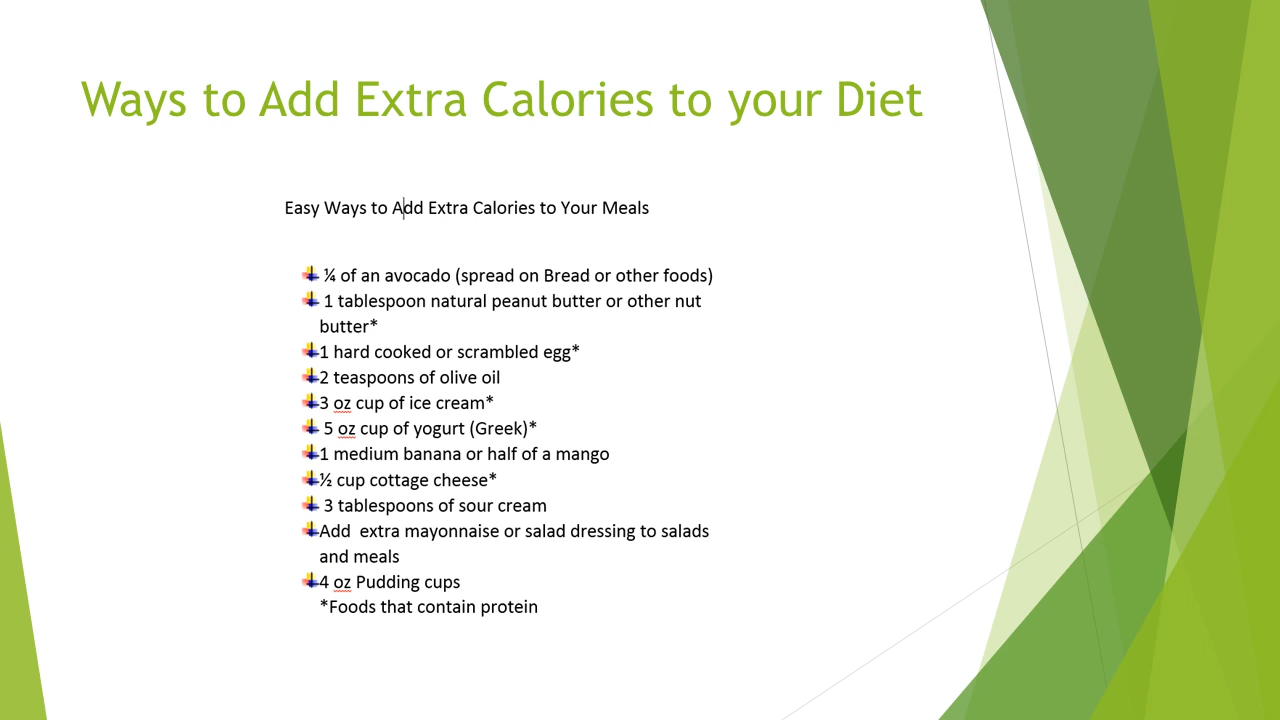 Ways to Add Extra Calories to your Diet
Easy Ways to Add Extra Calories to Your Meals
¼ of an avocado (spread on Bread or other foods)
1 tablespoon natural peanut butter or other nut
butter*
1 hard cooked or scrambled egg*
2 teaspoons of olive oil
3 oz cup of ice cream*
5 oz cup of yogurt (Greek)*
1 medium banana or half of a mango
½ cup cottage cheese*
3 tablespoons of sour cream
Add  extra mayonnaise or salad dressing to salads
and meals
4 oz Pudding cups
*Foods that contain protein